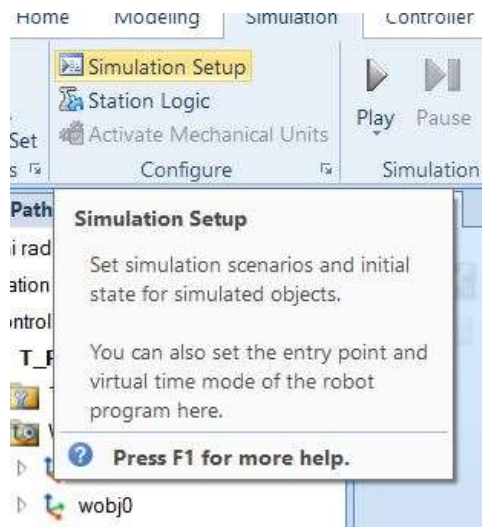 Home Modeling Simulation Controller
Simulation Setup
Station Logic
Activate Mechanical Units
Play Pause
Set
Configure Simulation
Path
Simulation Setup
Set simulation scenarios and initial
state for simulated objects.
You can also set the entry point and
virtual time mode of the robot
program here.
Press F1 for more help.
wobj0